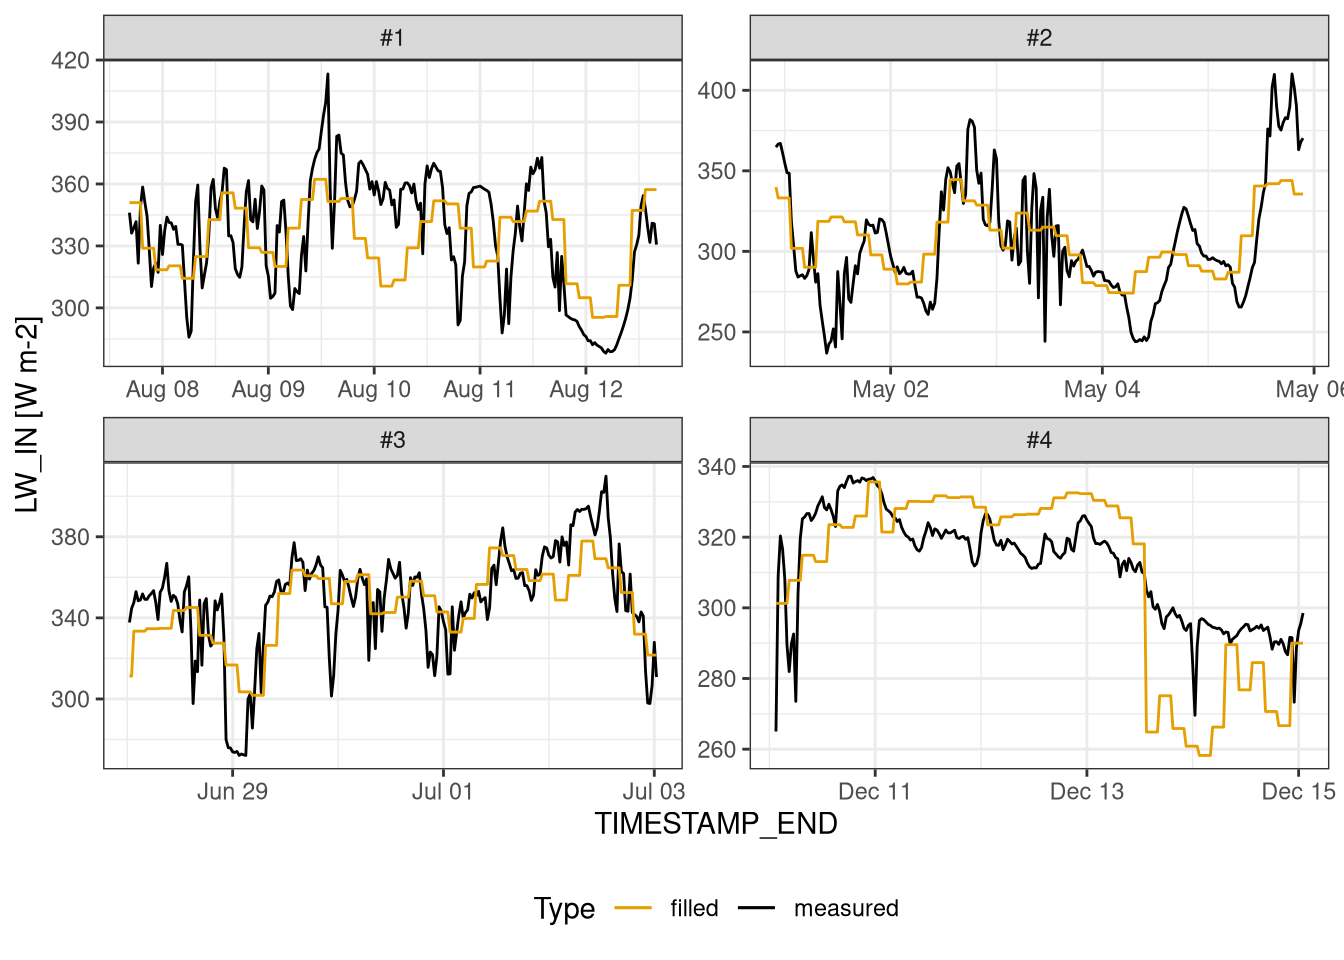 #1
#2
420
390
360
330
300
400
350
300
250
Aug 08
Aug 09
Aug 10
Aug 11
Aug 12
May 02
May 04
May 06
#3
#4
380
340
300
340
320
300
280
260
Jun 29
Jul 01
Jul 03
Dec 11
Dec 13
Dec 15
LW_IN [W m-2]
TIMESTAMP_END
Type filled measured